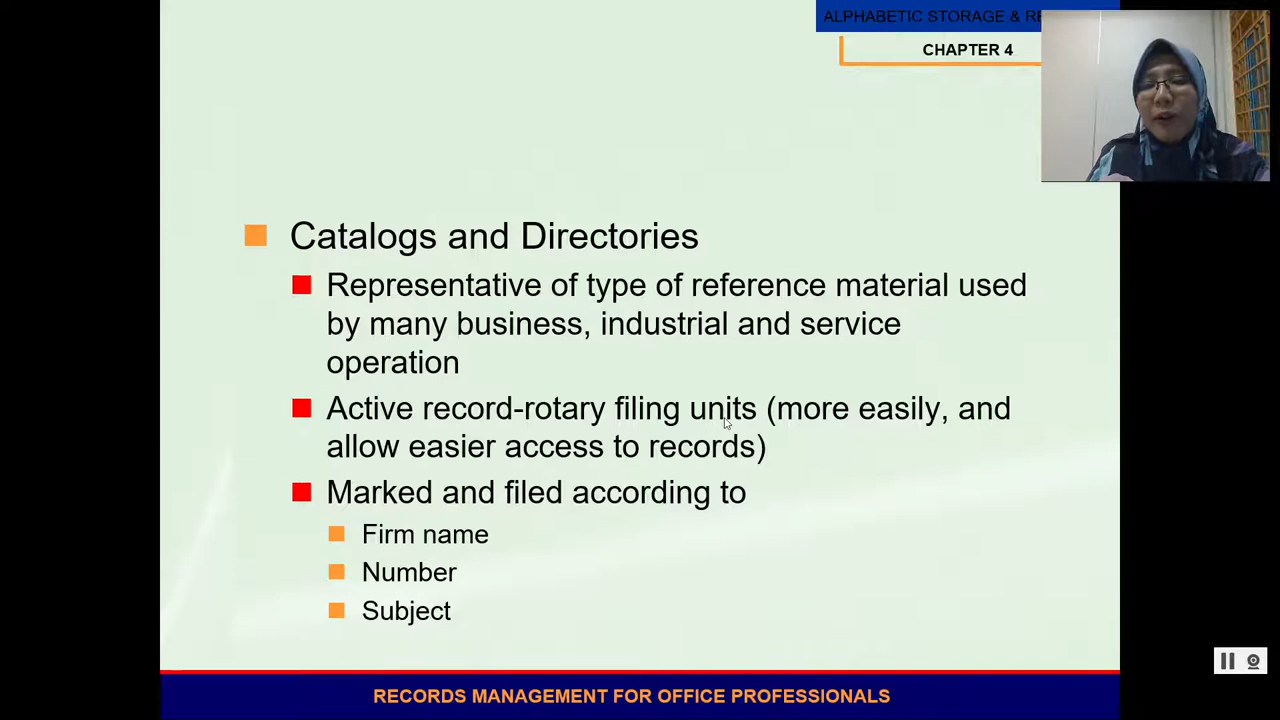 ALPHABETIC STORAGE &
CHAPTER 4
Catalogs and Directories
Representative of type of reference material used
by many business, industrial and service
operation
Active record-rotary filing units (more easily, and
allow easier access to records)
Marked and filed according to
Firm name
Number
Subject
RECORDS MANAGEMENT FOR OFFICE PROFESSIONALS